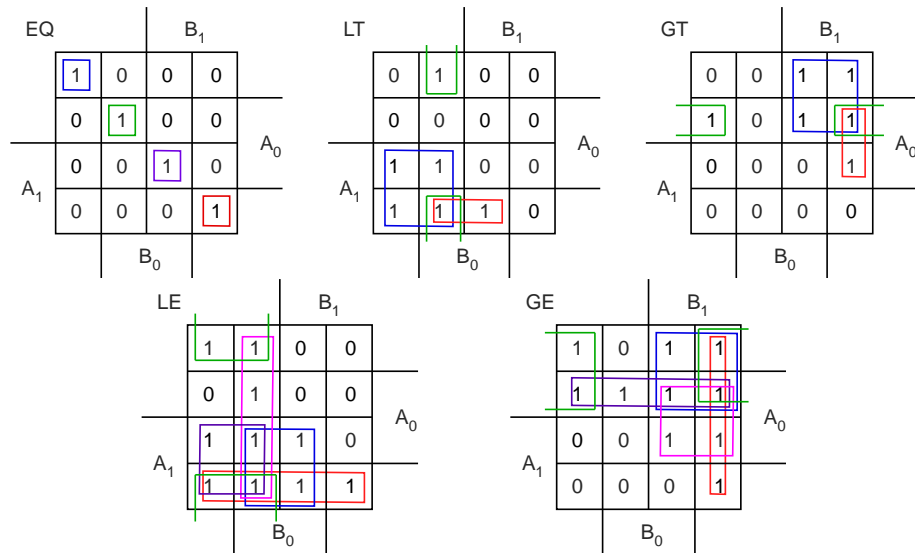 EQ B₁ LT B₁ GT B₁
1 0 0 0 0 1 0 0 0 0 1 1
0 1 0 0 0 0 0 0 1 0 1 1
A₀ A₀ A₀
0 0 1 0 1 1 0 0 0 0 0 1
A₁ A₁ A₁
0 0 0 1 1 1 1 0 0 0 0 0
B₀ B₀ B₀
LE B₁ GE B₁
1 1 0 0 1 0 1 1
0 1 0 0 1 1 1 1
A₀ A₀
1 1 1 0 0 0 1 1
A₁ A₁
1 1 1 1 0 0 0 1
B₀ B₀